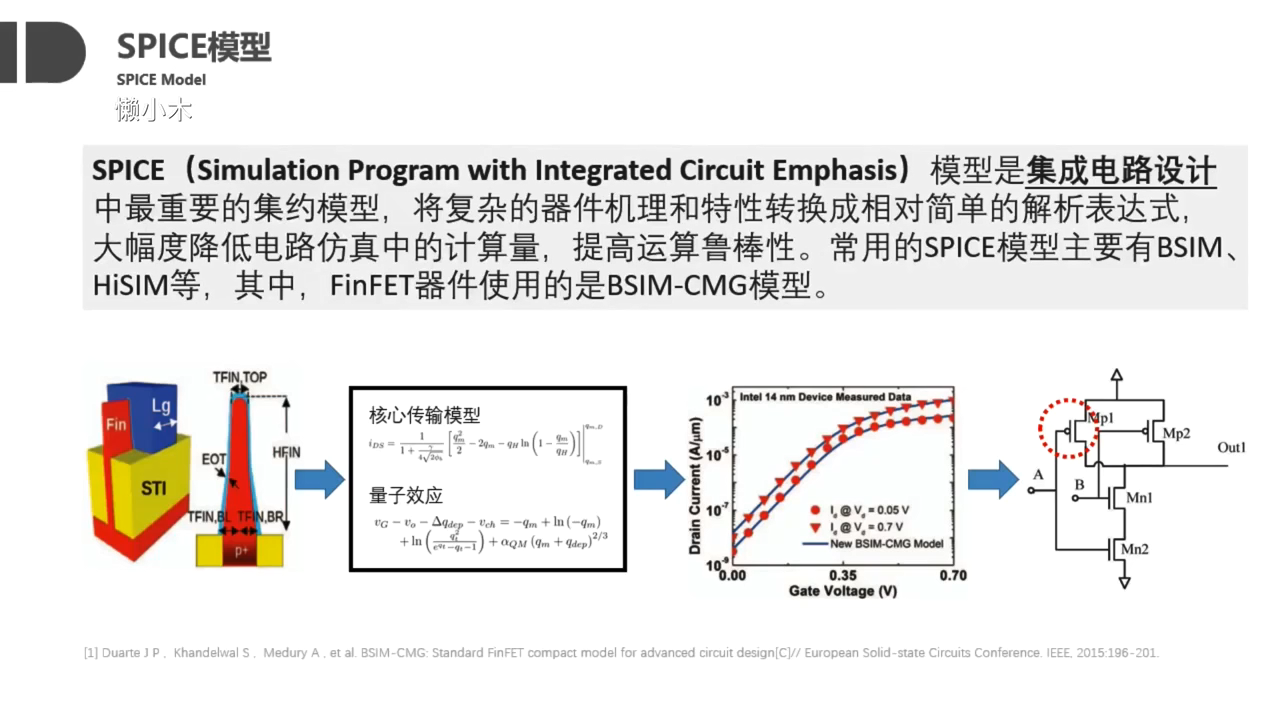 SPICE模型
SPICE Model
懒小木
SPICE（Simulation Program with Integrated Circuit Emphasis）模型是集成电路设计
中最重要的集约模型，将复杂的器件机理和特性转换成相对简单的解析表达式，
大幅度降低电路仿真中的计算量，提高运算鲁棒性。常用的SPICE模型主要有BSIM、
HiSIM等，其中，FinFET器件使用的是BSIM-CMG模型。
Lg
Fin
STI
TFIN,TOP
HFIN
EOT
TFIN,BL TFIN,BR
p+
核心传输模型
i_{DS} = \frac{1}{1+\frac{γ}{4\sqrt{2φ_b}}} [\frac{q_m^2}{2} - 2q_m - q_H ln(1 - \frac{q_m}{q_H})]|_{q_{m,S}}^{q_{m,D}}
量子效应
v_G - v_o - Δq_{dep} - v_{ch} = -q_m + ln(-q_m)
+ ln(\frac{q_t^2}{e^{q_t}-q_t-1}) + α_{QM}(q_m + q_{dep})^{2/3}
Intel 14 nm Device Measured Data
Drain Current (A/μm)
10⁻³
10⁻⁵
10⁻⁷
10⁻⁹
I_d @ V_d = 0.05 V
I_d @ V_d = 0.7 V
New BSIM-CMG Model
0.00 0.35 0.70
Gate Voltage (V)
Mp1
Mp2
Out1
A
B
Mn1
Mn2
[1] Duarte J P , Khandelwal S , Medury A , et al. BSIM-CMG: Standard FinFET compact model for advanced circuit design[C]// European Solid-state Circuits Conference. IEEE, 2015:196-201.